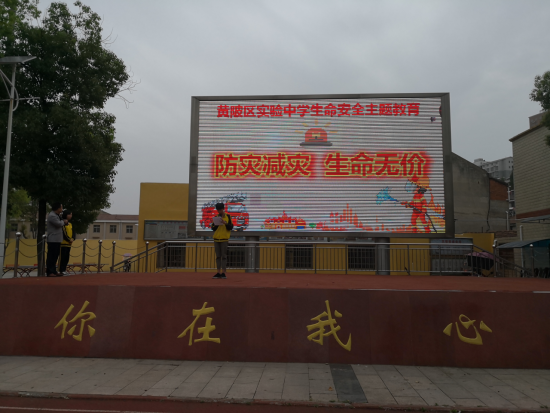 黄陂区实验中学生命安全主题教育
防灾减灾 生命无价
你在我心